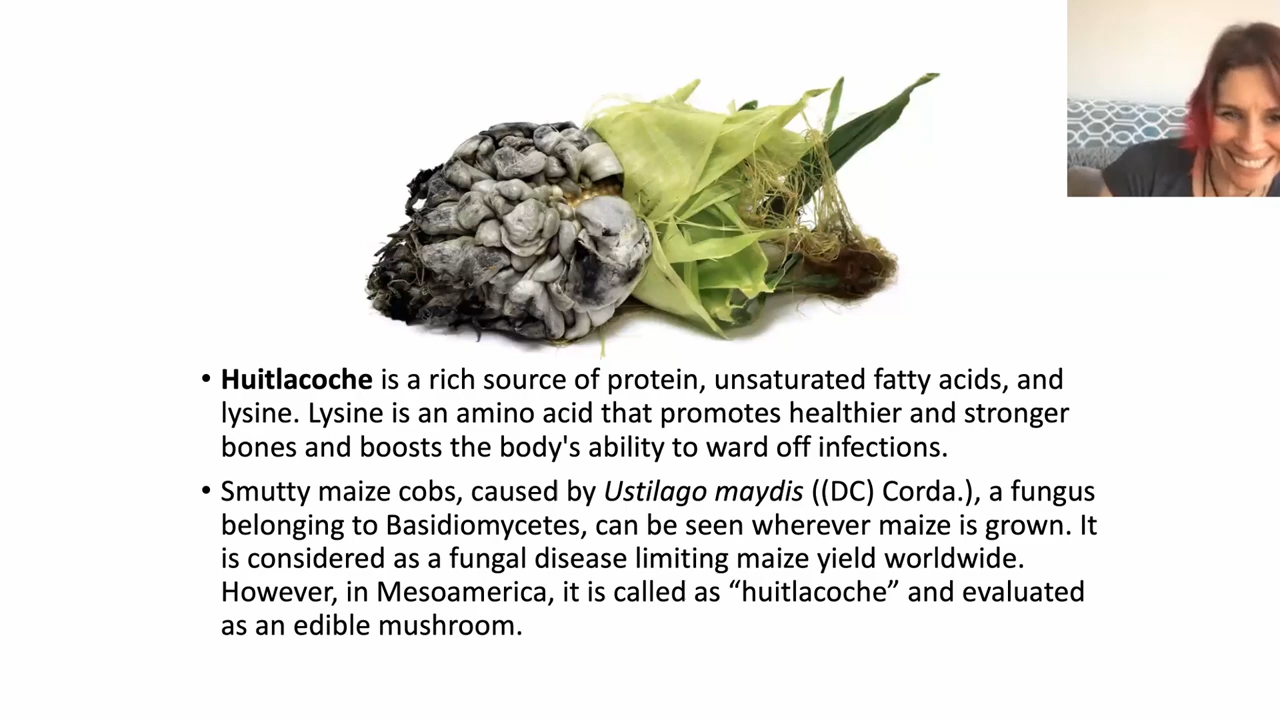 • Huitlacoche is a rich source of protein, unsaturated fatty acids, and
lysine. Lysine is an amino acid that promotes healthier and stronger
bones and boosts the body's ability to ward off infections.
• Smutty maize cobs, caused by Ustilago maydis ((DC) Corda.), a fungus
belonging to Basidiomycetes, can be seen wherever maize is grown. It
is considered as a fungal disease limiting maize yield worldwide.
However, in Mesoamerica, it is called as “huitlacoche” and evaluated
as an edible mushroom.